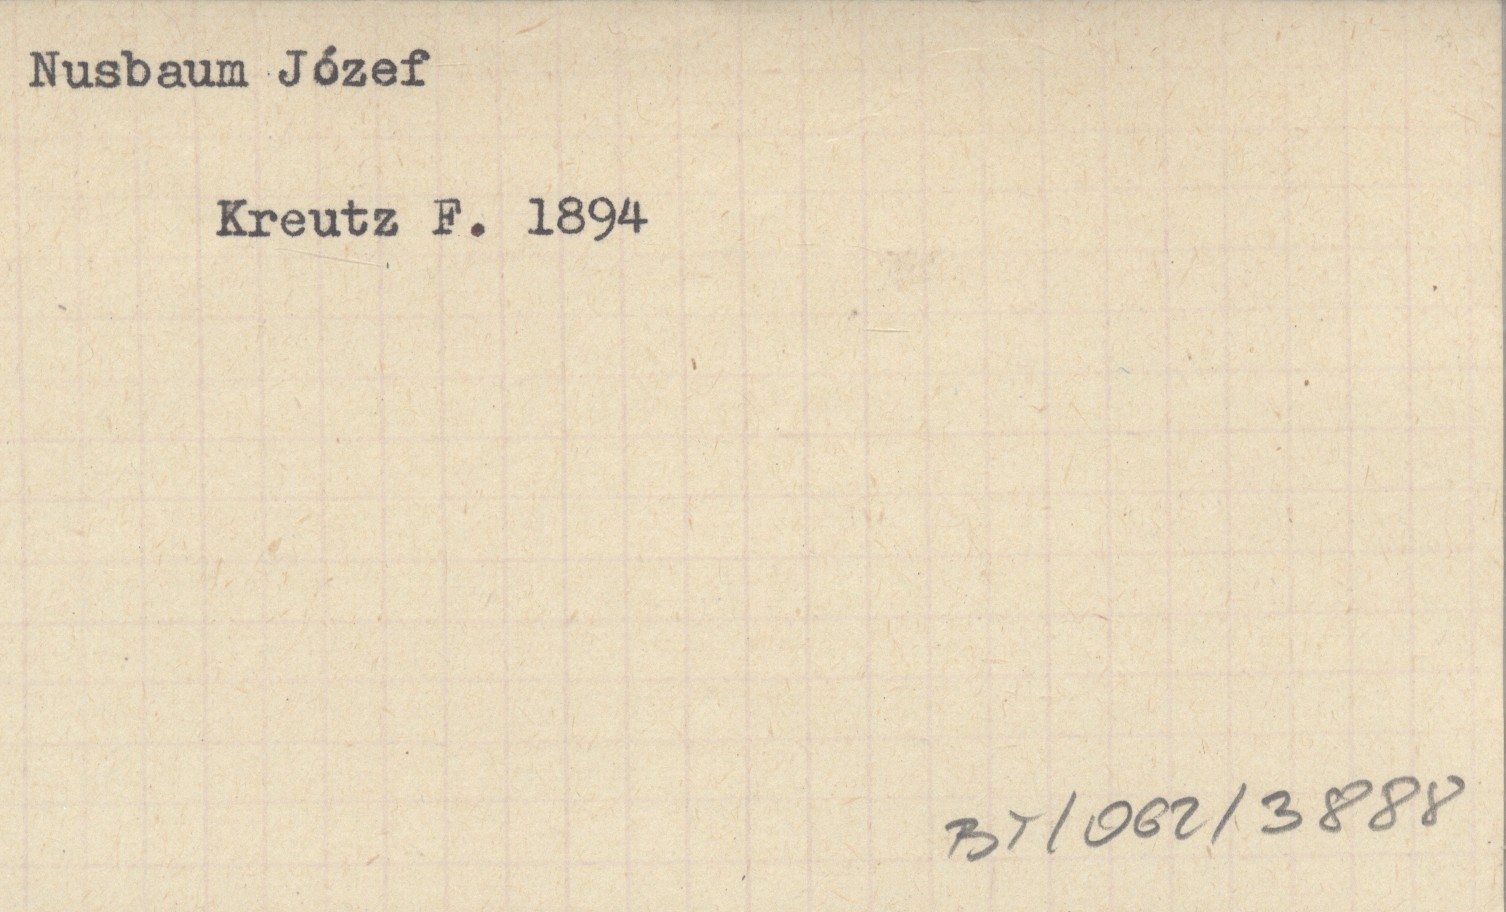 Nusbaum Józef
Kreutz F. 1894
BT/062/3888